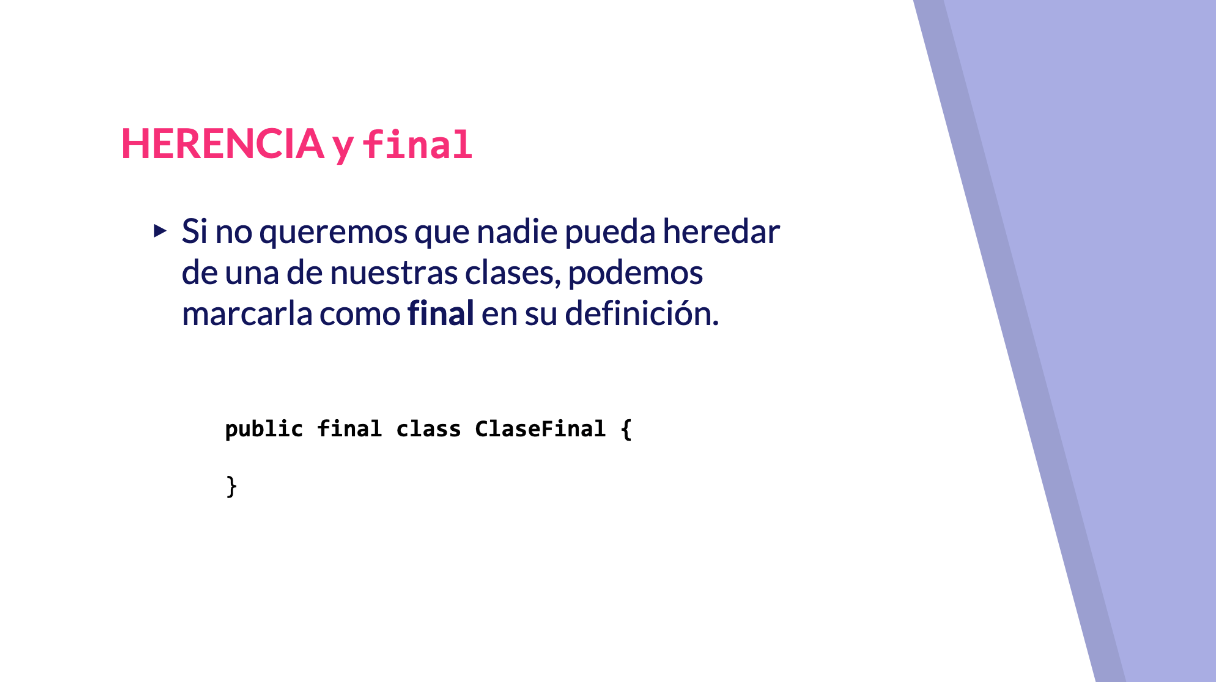 HERENCIA y final
▸ Si no queremos que nadie pueda heredar
de una de nuestras clases, podemos
marcarla como final en su definición.
public final class ClaseFinal {
}